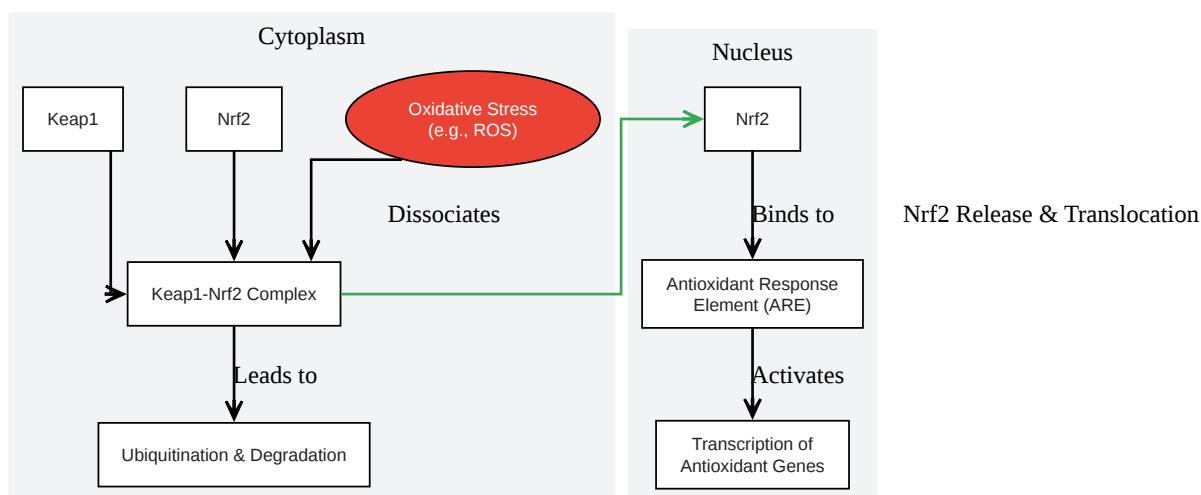 Cytoplasm
Nucleus
Keap1
Nrf2
Oxidative Stress
(e.g., ROS)
Nrf2
Dissociates
Binds to
Nrf2 Release & Translocation
Keap1-Nrf2 Complex
Antioxidant Response
Element (ARE)
Leads to
Activates
Ubiquitination & Degradation
Transcription of
Antioxidant Genes